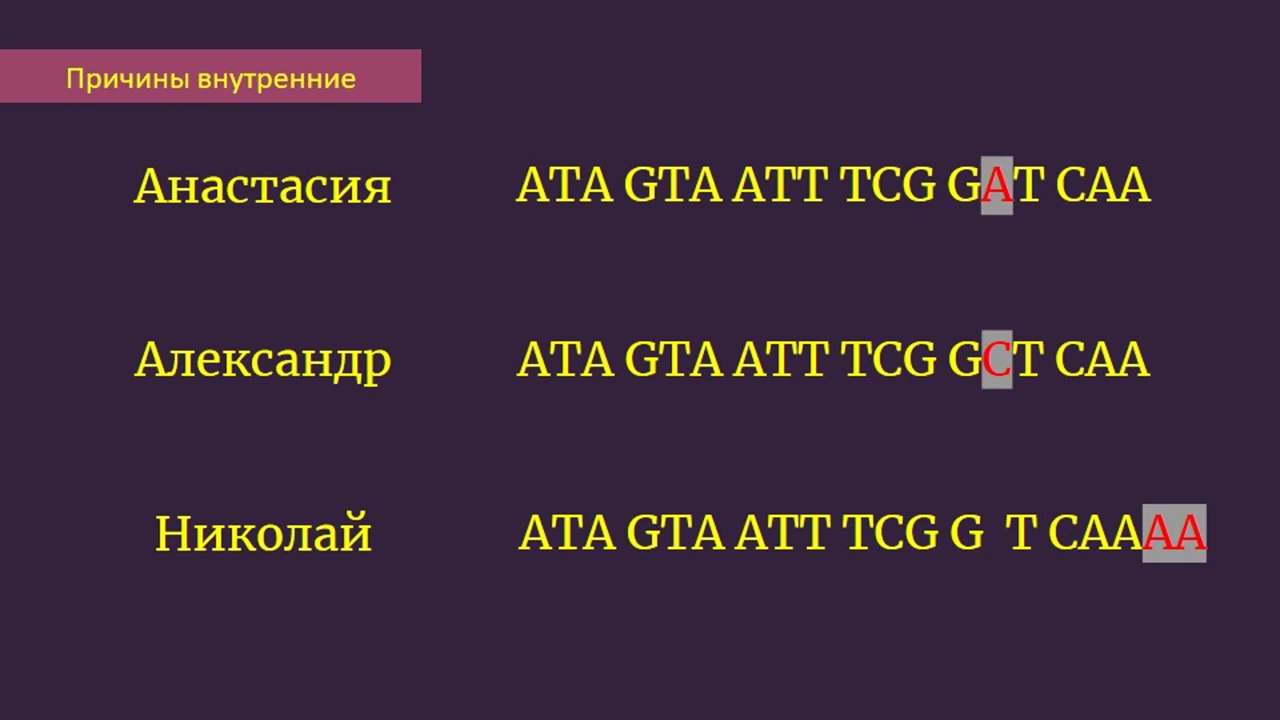 Причины внутренние
Анастасия ATA GTA ATT TCG GAT CAA
Александр ATA GTA ATT TCG GCT CAA
Николай ATA GTA ATT TCG G T CAAAA